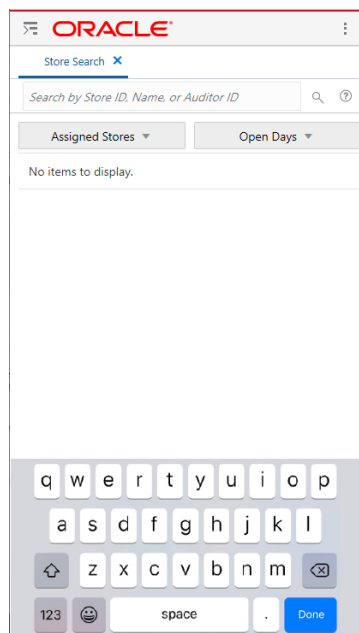 ORACLE
Store Search
Search by Store ID, Name, or Auditor ID
Assigned Stores
Open Days
No items to display.
q w e r t y u i o p
a s d f g h j k l
z x c v b n m
123 space . Done